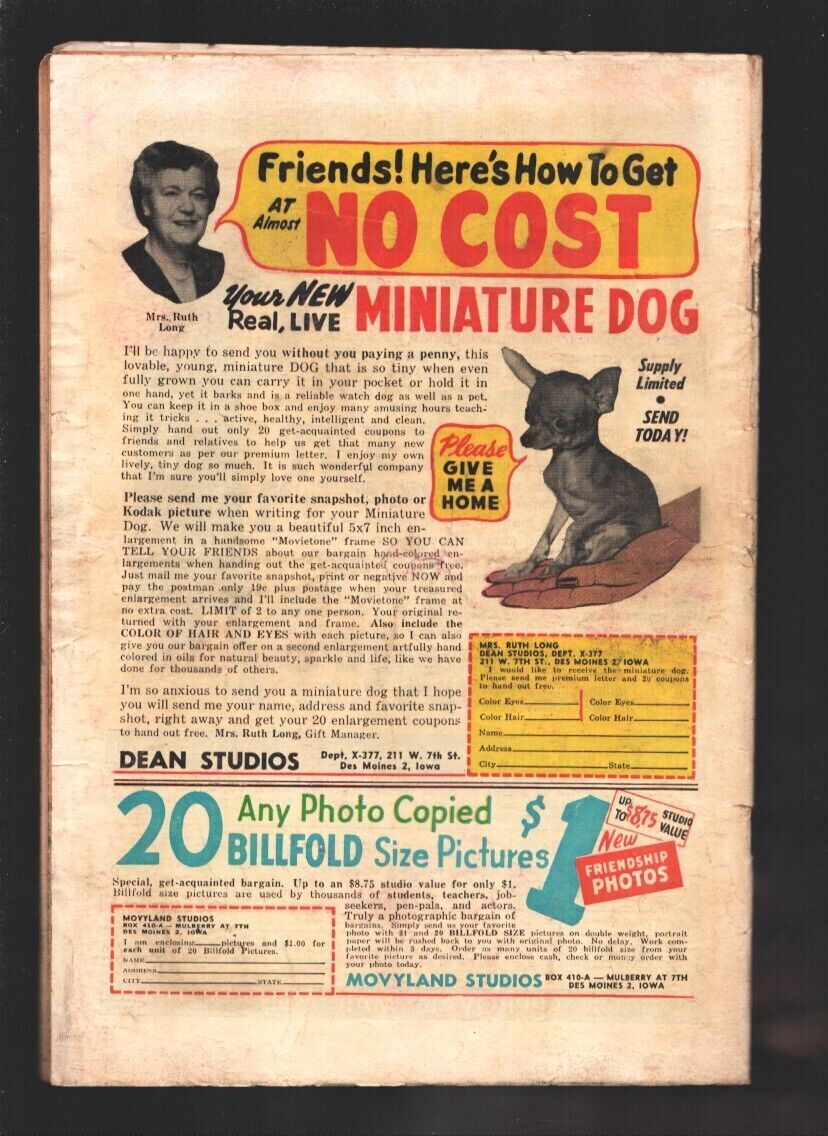 Friends! Here's How To Get
AT
Almost
NO COST
Mrs. Ruth
Long
Your NEW
Real, LIVE
MINIATURE DOG
I'll be happy to send you without you paying a penny, this
lovable, young, miniature DOG that is so tiny when even
fully grown you can carry it in your pocket or hold it in
one hand, yet it barks and is a reliable watch dog as well as a pet.
You can keep it in a shoe box and enjoy many amusing hours teach-
ing it tricks . . . active, healthy, intelligent and clean.
Simply hand out only 20 get-acquainted coupons to
friends and relatives to help us get that many new
customers as per our premium letter. I enjoy my own
lively, tiny dog so much. It is such wonderful company
that I'm sure you'll simply love one yourself.
Supply
Limited
•
SEND
TODAY!
Please
GIVE
ME A
HOME
Please send me your favorite snapshot, photo or
Kodak picture when writing for your Miniature
Dog. We will make you a beautiful 5x7 inch en-
largement in a handsome "Movietone" frame SO YOU CAN
TELL YOUR FRIENDS about our bargain hand-colored en-
largements when handing out the get-acquainted coupons free.
Just mail me your favorite snapshot, print or negative NOW and
pay the postman only 19c plus postage when your treasured
enlargement arrives and I'll include the "Movietone" frame at
no extra cost. LIMIT of 2 to any one person. Your original re-
turned with your enlargement and frame. Also include the
COLOR OF HAIR AND EYES with each picture, so I can also
give you our bargain offer on a second enlargement artfully hand
colored in oils for natural beauty, sparkle and life, like we have
done for thousands of others.
I'm so anxious to send you a miniature dog that I hope
you will send me your name, address and favorite snap-
shot, right away and get your 20 enlargement coupons
to hand out free. Mrs. Ruth Long, Gift Manager.
DEAN STUDIOS
Dept. X-377, 211 W. 7th St.
Des Moines 2, Iowa
MRS. RUTH LONG
DEAN STUDIOS, DEPT. X-377
211 W. 7TH ST., DES MOINES 2, IOWA
I would like to receive the miniature dog.
Please send me premium letter and 20 coupons
to hand out free.
Color Eyes Color Eyes
Color Hair Color Hair
Name
Address
City State
20 Any Photo Copied
BILLFOLD Size Pictures
$1
UP TO $8.75 STUDIO VALUE
New
FRIENDSHIP
PHOTOS
Special, get-acquainted bargain. Up to an $8.75 studio value for only $1.
Billfold size pictures are used by thousands of students, teachers, job-
seekers, pen-pals, and actors.
Truly a photographic bargain of
bargains. Simply send us your favorite
photo with $1 and 20 BILLFOLD SIZE pictures on double weight, portrait
paper will be rushed back to you with original photo. No delay. Work com-
pleted within 3 days. Order as many units of 20 billfold size from your
favorite picture as desired. Please enclose cash, check or money order with
your photo today.
MOVYLAND STUDIOS
BOX 410-A — MULBERRY AT 7TH
DES MOINES 2, IOWA
I am enclosing pictures and $1.00 for
each unit of 20 Billfold Pictures.
NAME
ADDRESS
CITY STATE
MOVYLAND STUDIOS
BOX 410-A — MULBERRY AT 7TH
DES MOINES 2, IOWA